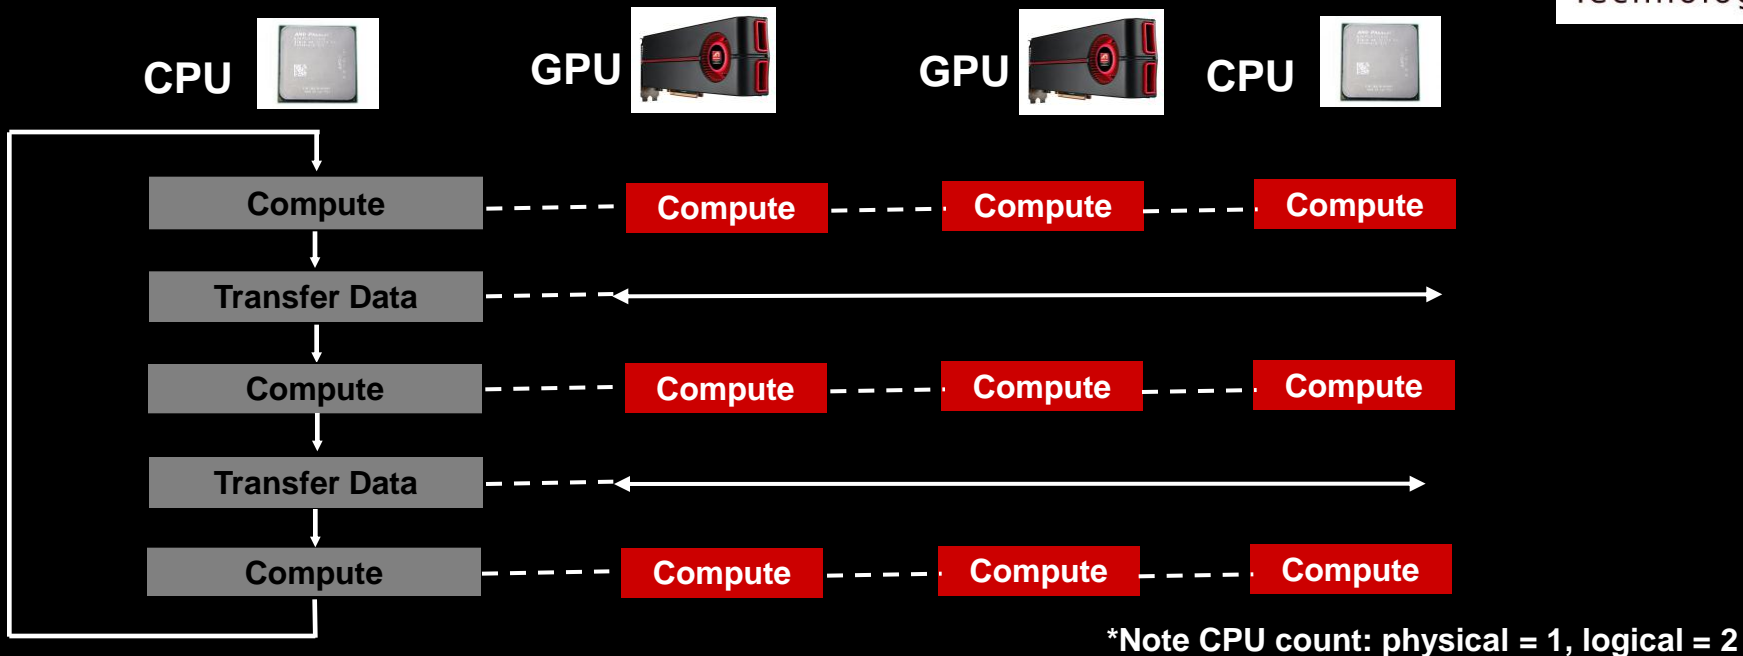 CPU
GPU
GPU
CPU
Compute
Compute
Compute
Compute
Transfer Data
Compute
Compute
Compute
Compute
Transfer Data
Compute
Compute
Compute
Compute
*Note CPU count: physical = 1, logical = 2